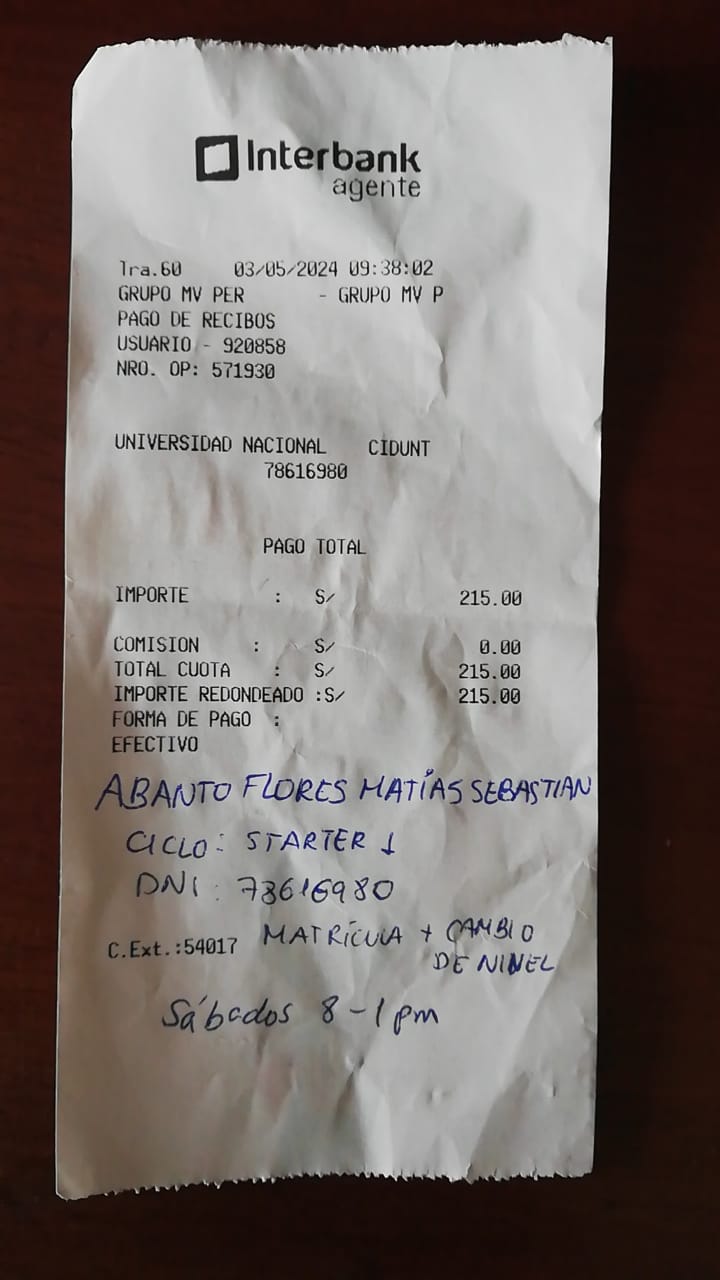 Interbank
agente
Tra.60 03/05/2024 09:38:02
GRUPO MV PER - GRUPO MV P
PAGO DE RECIBOS
USUARIO - 920858
NRO. OP: 571930
UNIVERSIDAD NACIONAL CIDUNT
78616980
PAGO TOTAL
IMPORTE : S/ 215.00
COMISION : S/ 0.00
TOTAL CUOTA : S/ 215.00
IMPORTE REDONDEADO :S/ 215.00
FORMA DE PAGO :
EFECTIVO
ABANTO FLORES MATÍAS SEBASTIAN
CICLO: STARTER 1
DNI: 78616980
C.Ext.:54017 MATRÍCULA + CAMBIO
DE NIVEL
Sábados 8-1pm